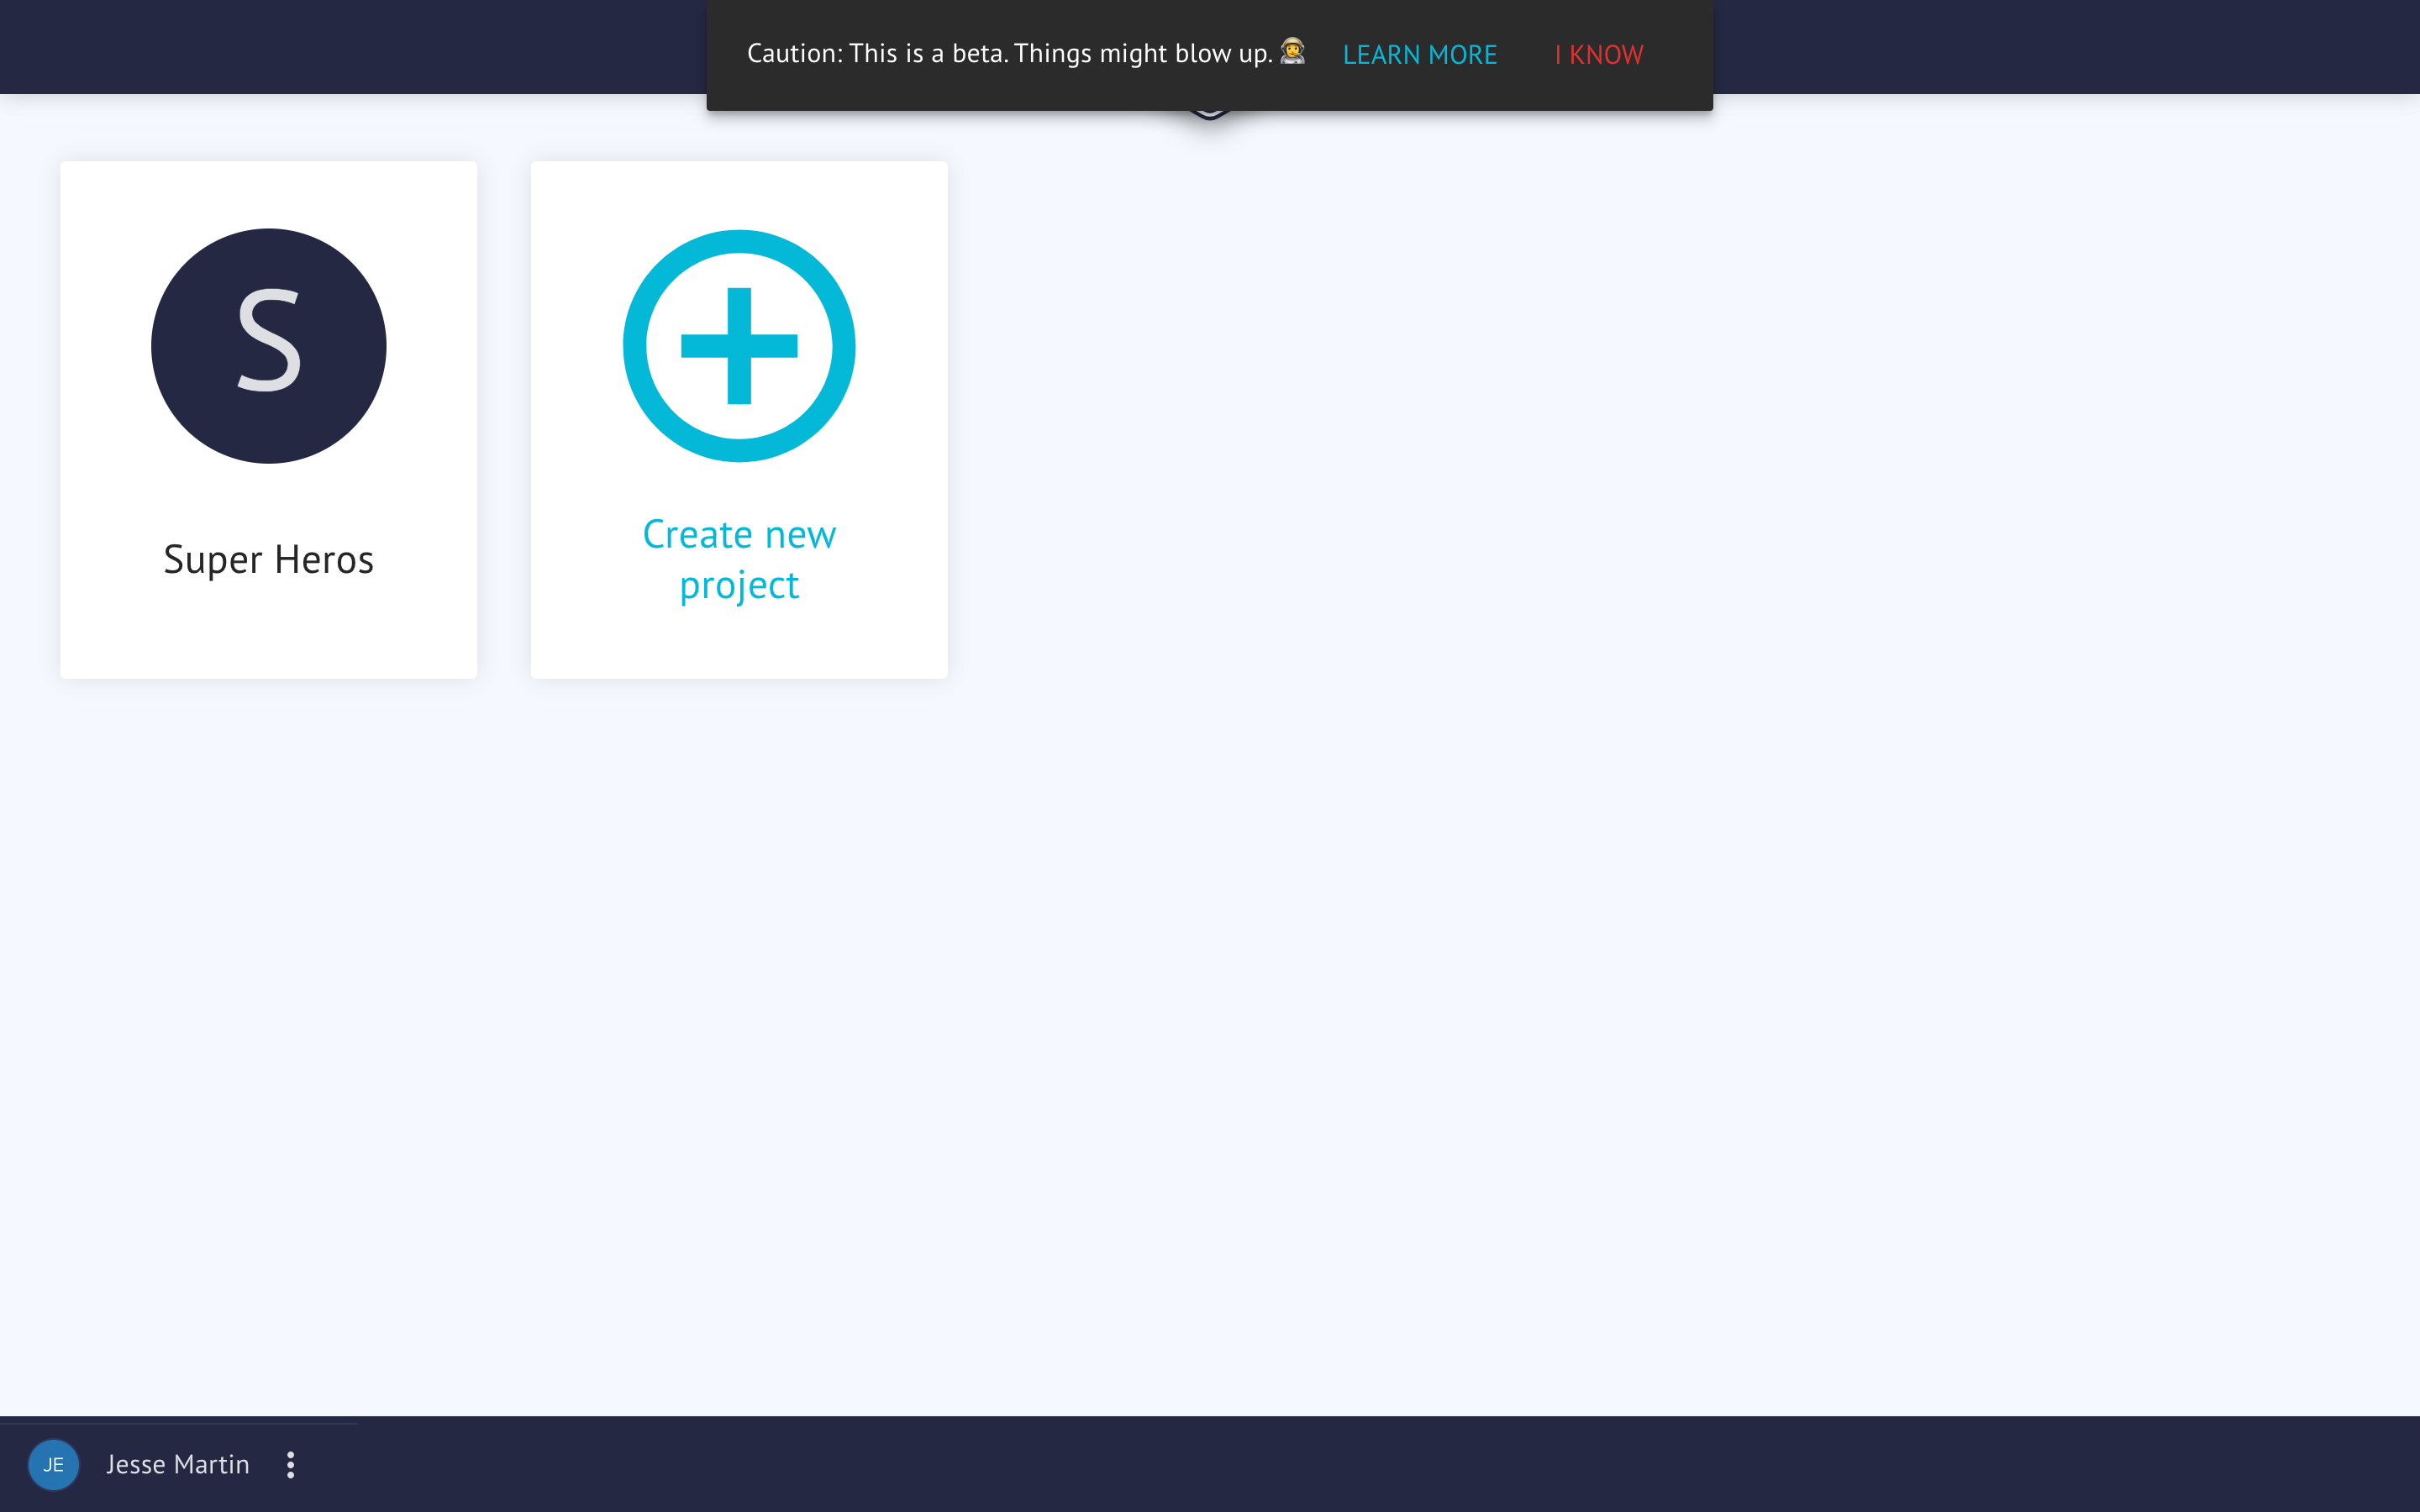 Caution: This is a beta. Things might blow up. 👩‍🚀 LEARN MORE I KNOW
S
Super Heros
Create new
project
JE Jesse Martin